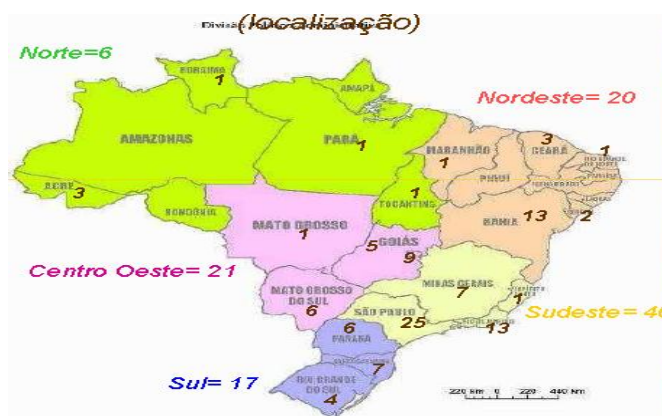 (localização)
Norte=6
RORAIMA
1
AMAPÁ
Nordeste= 20
AMAZONAS
PARÁ
1
MARANHÃO
1
3
CEARÁ
1
ACRE
3
PIAUÍ
RONDÔNIA
1
TOCANTINS
2
MATO GROSSO
1
BAHIA
13
5
GOIÁS
9
Centro Oeste= 21
MINAS GERAIS
7
MATO GROSSO
DO SUL
6
1
SÃO PAULO
25
13
Sudeste= 46
6
PARANÁ
7
Sul= 17
RIO GRANDE
DO SUL
4
220 Km 0 220 440 Km